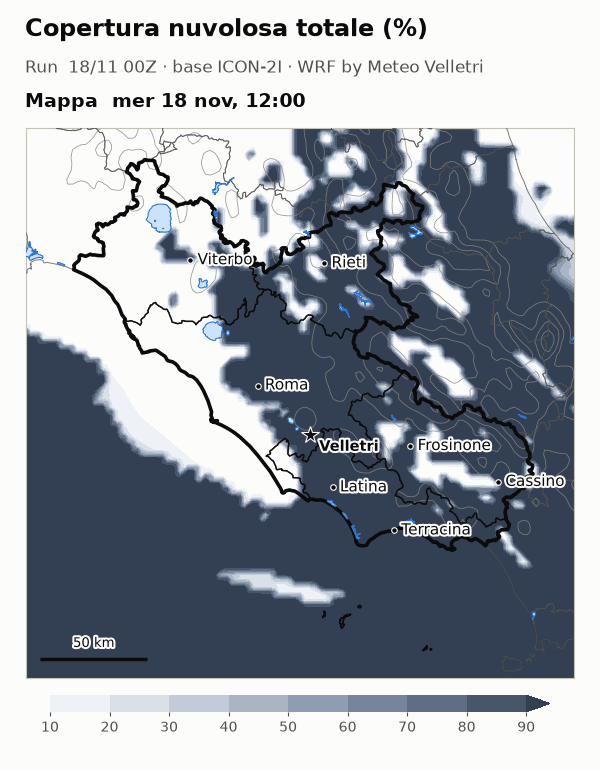 Copertura nuvolosa totale (%)
Run  18/11 00Z · base ICON-2I · WRF by Meteo Velletri
Mappa  mer 18 nov, 12:00
Viterbo
Rieti
Roma
Velletri
Frosinone
Cassino
Latina
Terracina
50 km
10 20 30 40 50 60 70 80 90